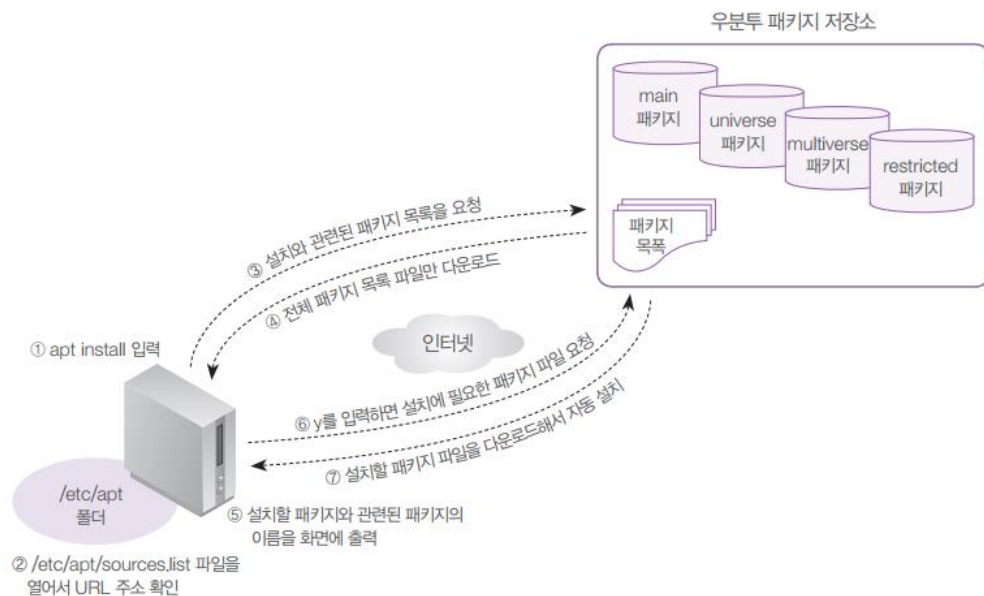 우분투 패키지 저장소
main
패키지
universe
패키지
multiverse
패키지
restricted
패키지
패키지
목폭
③ 설치와 관련된 패키지 목록을 요청
④ 전체 패키지 목록 파일만 다운로드
인터넷
① apt install 입력
⑥ y를 입력하면 설치에 필요한 패키지 파일 요청
⑦ 설치할 패키지 파일을 다운로드해서 자동 설치
/etc/apt
폴더
⑤ 설치할 패키지와 관련된 패키지의
이름을 화면에 출력
② /etc/apt/sources.list 파일을
열어서 URL 주소 확인